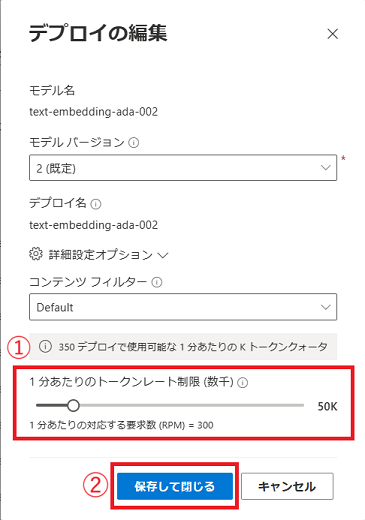 デプロイの編集
モデル名
text-embedding-ada-002
モデル バージョン
2 (既定)
*
デプロイ名
text-embedding-ada-002
詳細設定オプション
コンテンツ フィルター
Default
①
350 デプロイで使用可能な 1 分あたりの K トークンクォータ
1 分あたりのトークンレート制限 (数千)
50K
1 分あたりの対応する要求数 (RPM) = 300
②
保存して閉じる
キャンセル